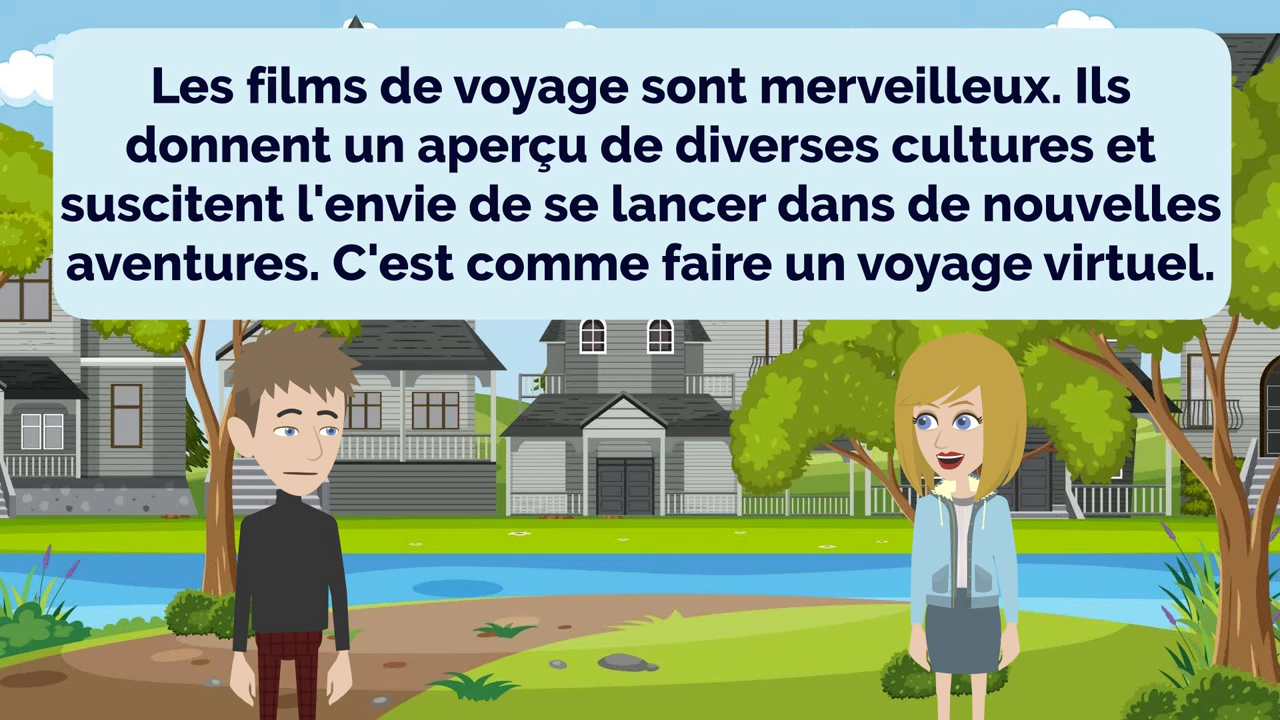 Les films de voyage sont merveilleux. Ils
donnent un aperçu de diverses cultures et
suscitent l'envie de se lancer dans de nouvelles
aventures. C'est comme faire un voyage virtuel.